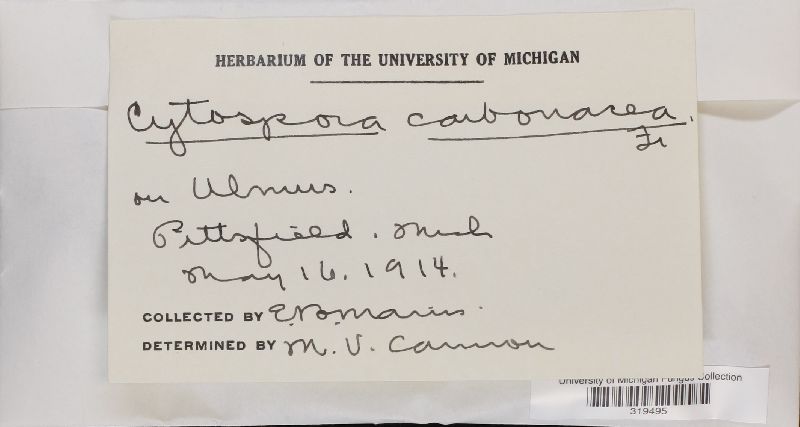 HERBARIUM OF THE UNIVERSITY OF MICHIGAN
Cytospora carbonacea.
Fr
on Ulmus.
Pittsfield. Mich
May 16. 1914.
COLLECTED BY E.B. Mains.
DETERMINED BY M. V. Cannon
University of Michigan Fungus Collection
319495